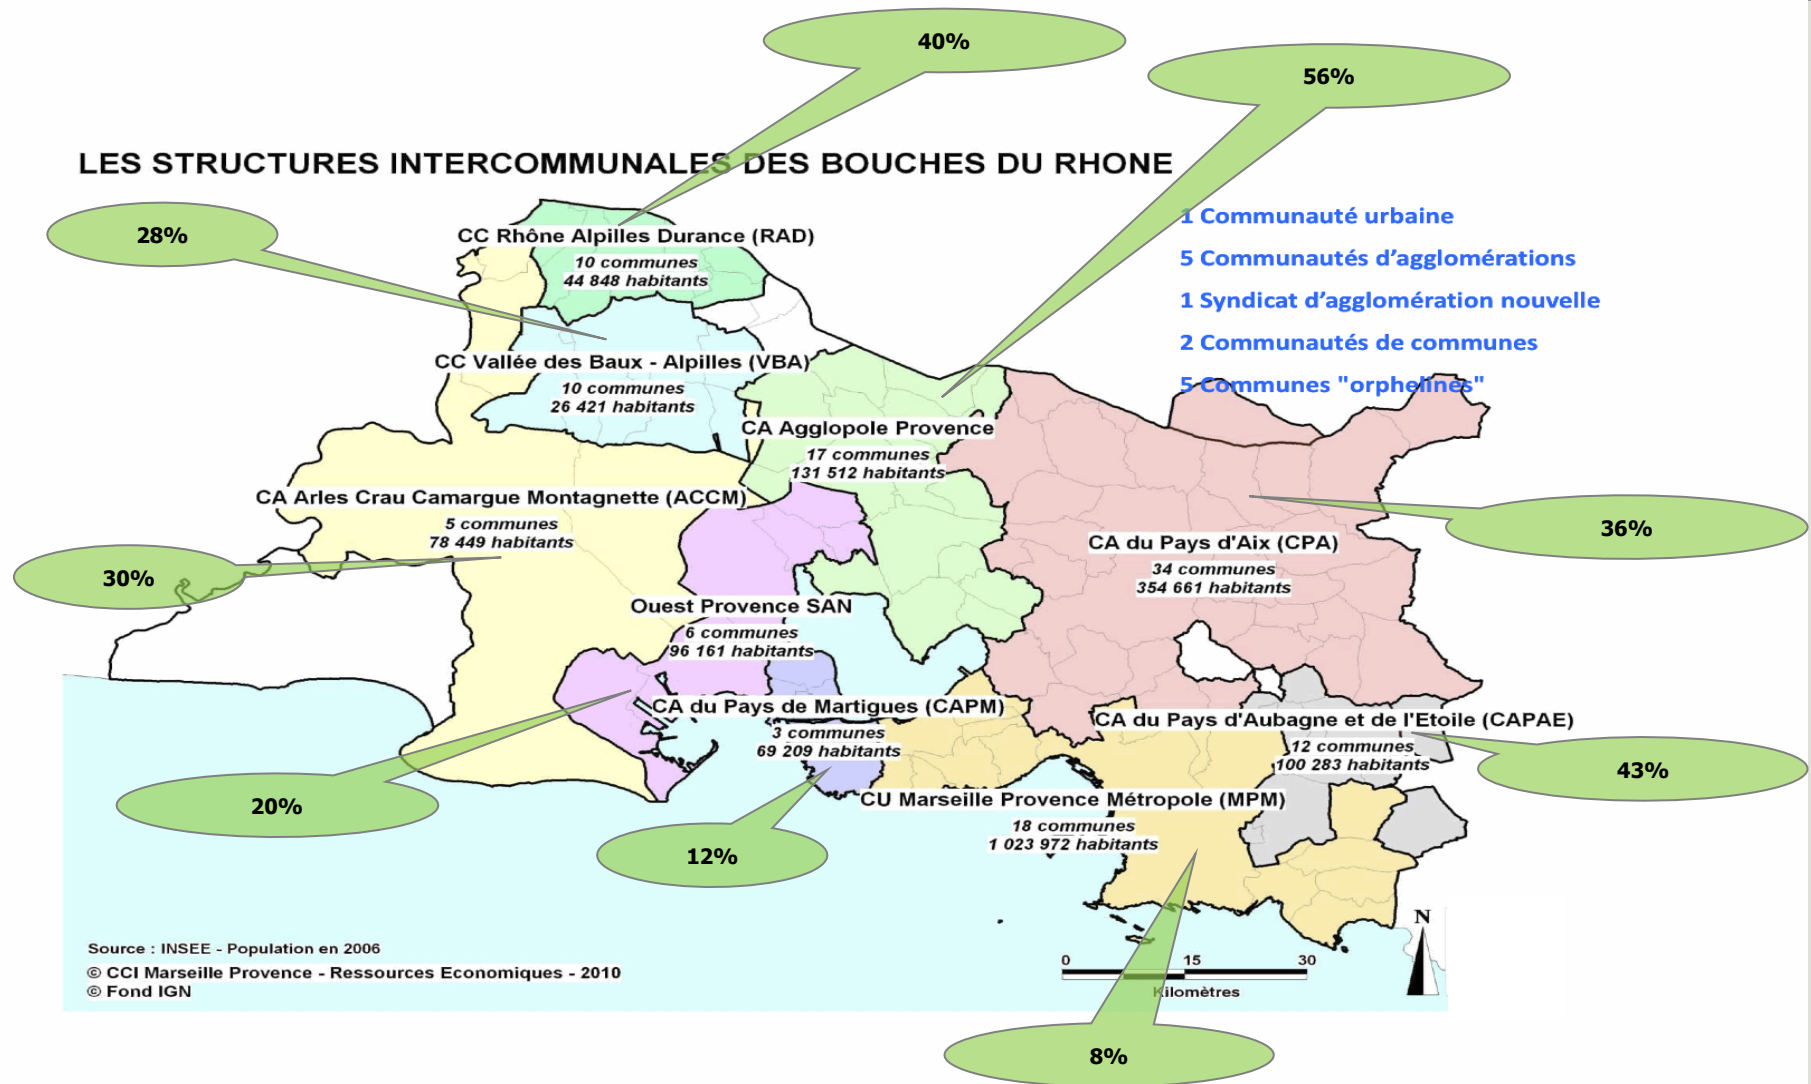 40%
56%
LES STRUCTURES INTERCOMMUNALES DES BOUCHES DU RHONE
1 Communauté urbaine
5 Communautés d’agglomérations
1 Syndicat d’agglomération nouvelle
2 Communautés de communes
5 Communes "orphelines"
28%
CC Rhône Alpilles Durance (RAD)
10 communes
44 848 habitants
CC Vallée des Baux - Alpilles (VBA)
10 communes
26 421 habitants
CA Agglopole Provence
17 communes
131 512 habitants
CA Arles Crau Camargue Montagnette (ACCM)
5 communes
78 449 habitants
36%
CA du Pays d'Aix (CPA)
34 communes
354 661 habitants
30%
Ouest Provence SAN
6 communes
96 161 habitants
CA du Pays de Martigues (CAPM)
3 communes
69 209 habitants
CA du Pays d'Aubagne et de l'Etoile (CAPAE)
12 communes
100 283 habitants
43%
20%
CU Marseille Provence Métropole (MPM)
18 communes
1 023 972 habitants
12%
N
0 15 30
Kilomètres
Source : INSEE - Population en 2006
© CCI Marseille Provence - Ressources Economiques - 2010
© Fond IGN
8%